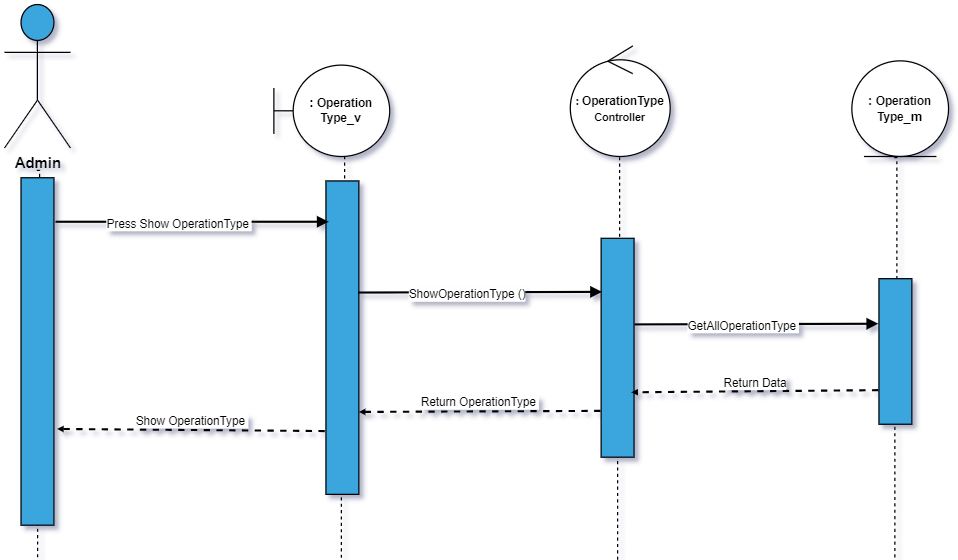 : Operation
Type_v
: OperationType
Controller
: Operation
Type_m
Admin
Press Show OperationType
ShowOperationType ()
GetAllOperationType
Return Data
Return OperationType
Show OperationType